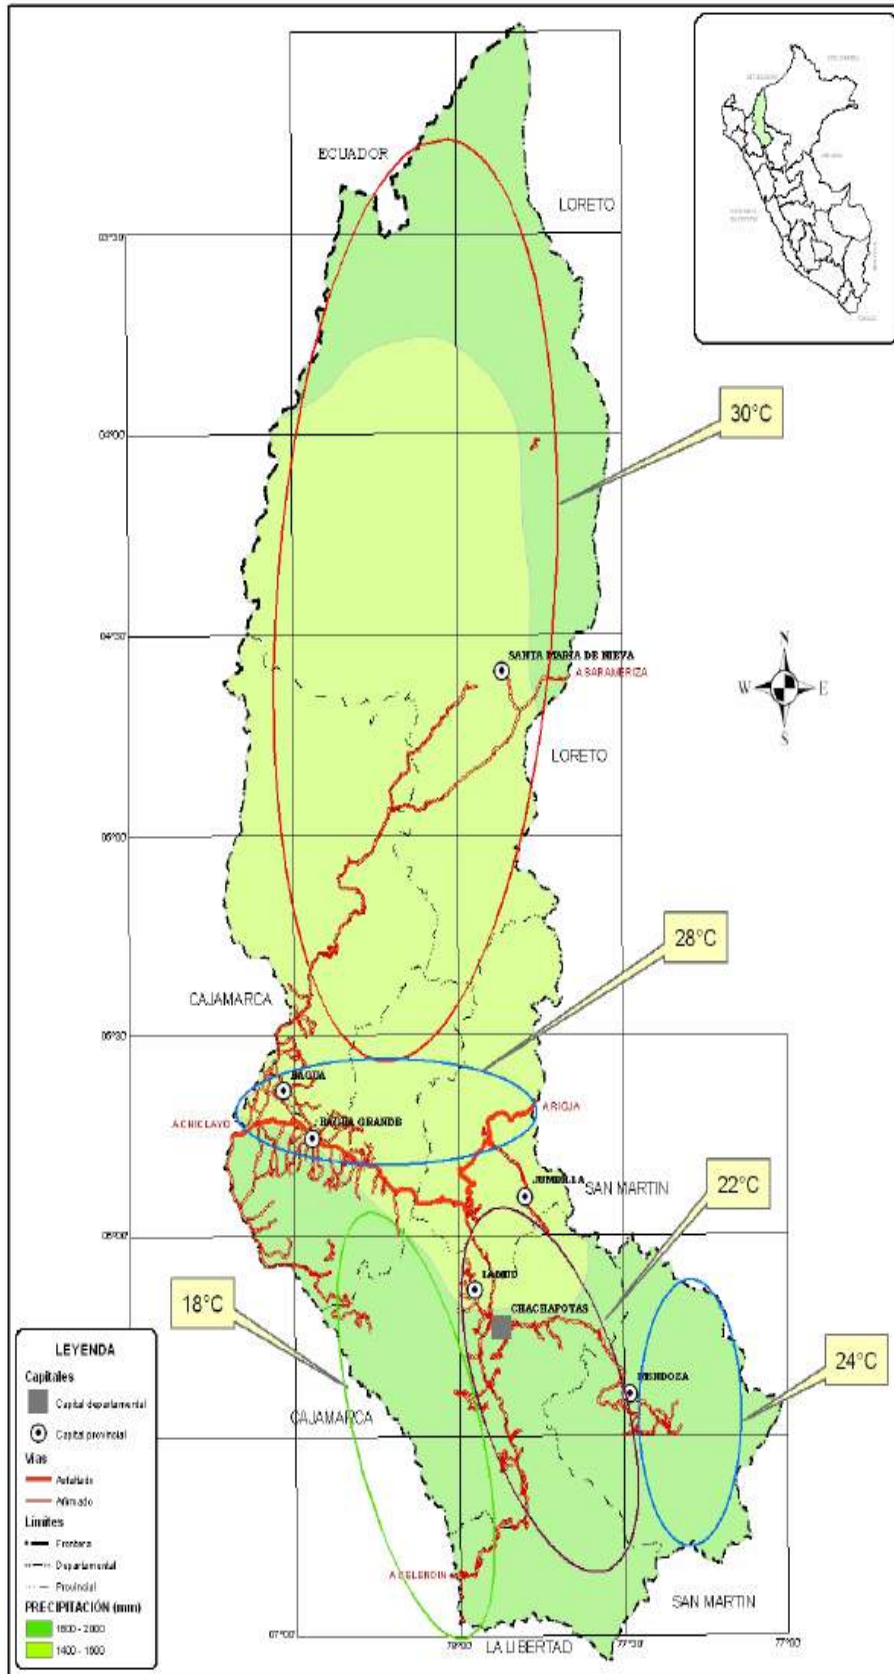 ECUADOR
LORETO
03°30'
30°C
04°00'
04°30'
SANTA MARIA DE NIEVA
A SARAMERIZA
N
W
E
S
LORETO
05°00'
28°C
CAJAMARCA
05°30'
BAGUA
A RIOJA
A CHICLAYO
BAGUA GRANDE
JUMBILLA
SAN MARTIN
22°C
06°00'
LAMUD
18°C
CHACHAPOYAS
24°C
MENDOZA
CAJAMARCA
LEYENDA
Capitales
Capital departamental
Capital provincial
Vías
Asfaltado
Afirmado
Límites
Frontera
Departamental
Provincial
PRECIPITACIÓN (mm)
1600 - 2000
1400 - 1600
A CELENDIN
SAN MARTIN
07°00'
78°00'
LA LIBERTAD
77°30'
77°00'